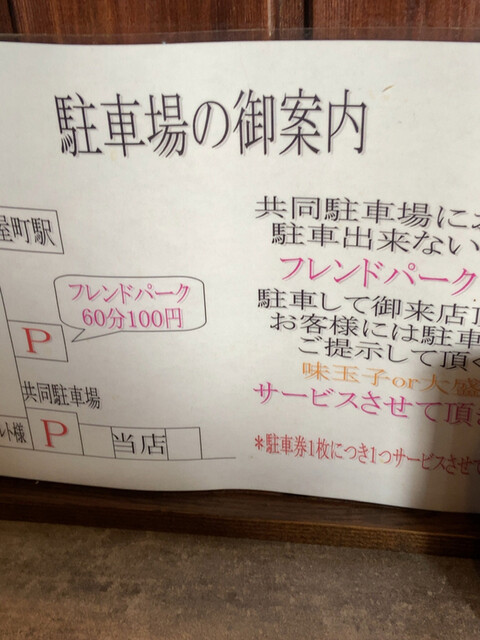 駐車場の御案内
屋町駅
フレンドパーク
60分100円
P
共同駐車場
ルト様
P
当店
共同駐車場に
駐車出来ない
フレンドパーク
駐車して御来店
お客様には駐車
ご提示して頂
味玉子or大盛
サービスさせて頂
*駐車券1枚につき1つサービスさせて